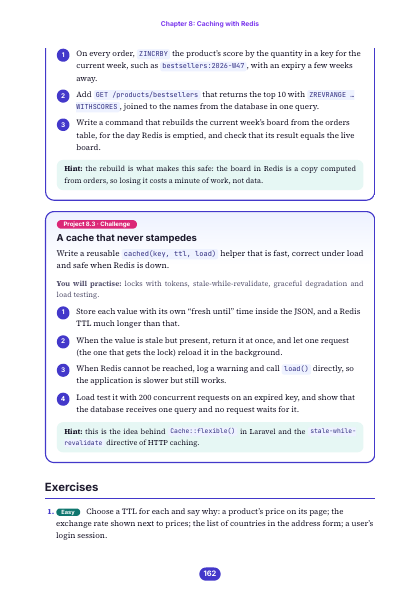 Chapter 8: Caching with Redis
1 On every order, ZINCRBY the product's score by the quantity in a key for the
current week, such as bestsellers:2026-W47, with an expiry a few weeks
away.
2 Add GET /products/bestsellers that returns the top 10 with ZREVRANGE …
WITHSCORES, joined to the names from the database in one query.
3 Write a command that rebuilds the current week's board from the orders
table, for the day Redis is emptied, and check that its result equals the live
board.
Hint: the rebuild is what makes this safe: the board in Redis is a copy computed
from orders, so losing it costs a minute of work, not data.
Project 8.3 · Challenge
A cache that never stampedes
Write a reusable cached(key, ttl, load) helper that is fast, correct under load
and safe when Redis is down.
You will practise: locks with tokens, stale-while-revalidate, graceful degradation and
load testing.
1 Store each value with its own "fresh until" time inside the JSON, and a Redis
TTL much longer than that.
2 When the value is stale but present, return it at once, and let one request
(the one that gets the lock) reload it in the background.
3 When Redis cannot be reached, log a warning and call load() directly, so
the application is slower but still works.
4 Load test it with 200 concurrent requests on an expired key, and show that
the database receives one query and no request waits for it.
Hint: this is the idea behind Cache::flexible() in Laravel and the stale-while-
revalidate directive of HTTP caching.
Exercises
1. Easy Choose a TTL for each and say why: a product's price on its page; the
exchange rate shown next to prices; the list of countries in the address form; a user's
login session.
162